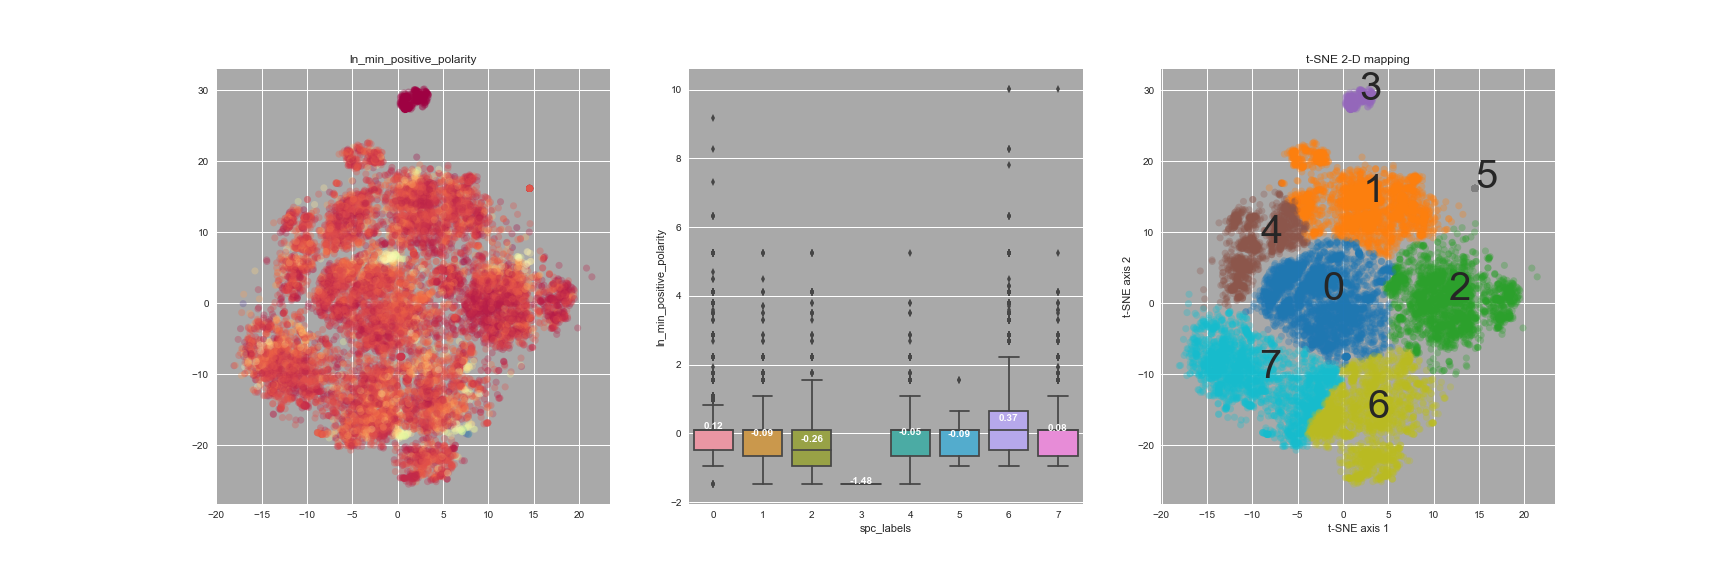 ln_min_positive_polarity
30
20
10
0
−10
−20
−20 −15 −10 −5 0 5 10 15 20
ln_min_positive_polarity
10
8
6
4
2
0
−2
0.12 -0.09 -0.26 -1.48 -0.05 -0.09 0.37 0.08
0 1 2 3 4 5 6 7
spc_labels
t-SNE 2-D mapping
t-SNE axis 2
30
20
10
0
−10
−20
3
5
1
4
0
2
7
6
−20 −15 −10 −5 0 5 10 15 20
t-SNE axis 1